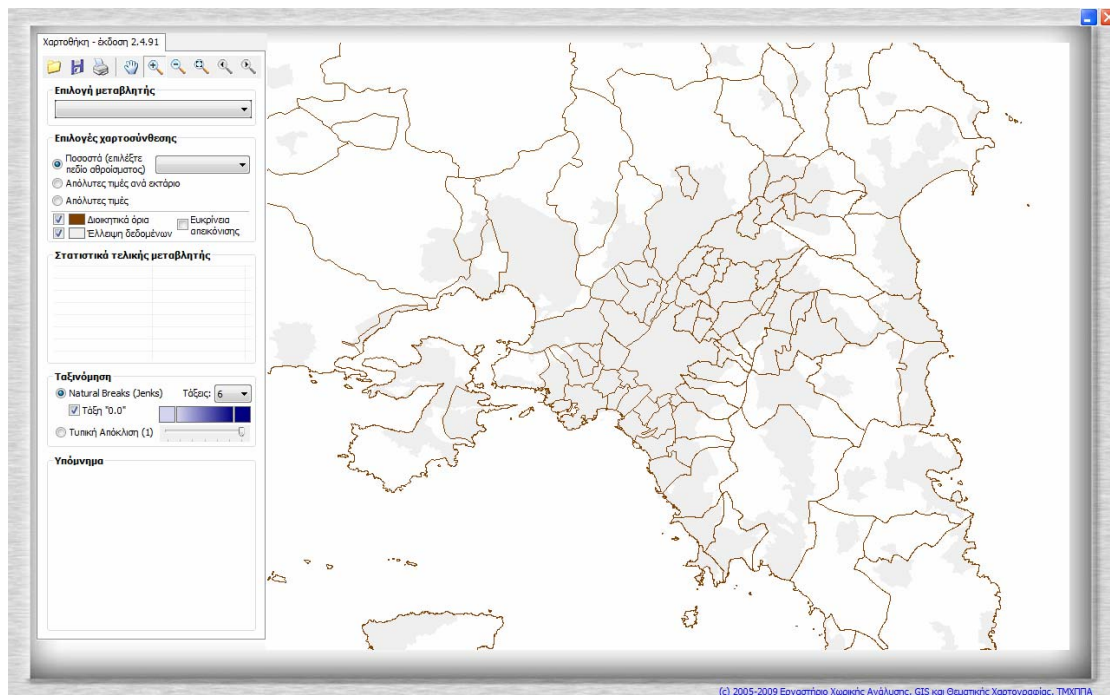 Χαρτοθήκη - έκδοση 2.4.91
Επιλογή μεταβλητής
Επιλογές χαρτοσύνθεσης
Ποσοστά (επιλέξτε
πεδίο αθροίσματος)
Απόλυτες τιμές ανά εκτάριο
Απόλυτες τιμές
Διοικητικά όρια
Έλλειψη δεδομένων
Ευκρίνεια
απεικόνισης
Στατιστικά τελικής μεταβλητής
Ταξινόμηση
Natural Breaks (Jenks) Τάξεις: 6
Τάξη "0.0"
Τυπική Απόκλιση (1)
Υπόμνημα
(c) 2005-2009 Εργαστήριο Χωρικής Ανάλυσης, GIS και Θεματικής Χαρτογραφίας, ΤΜΧΠΠΑ